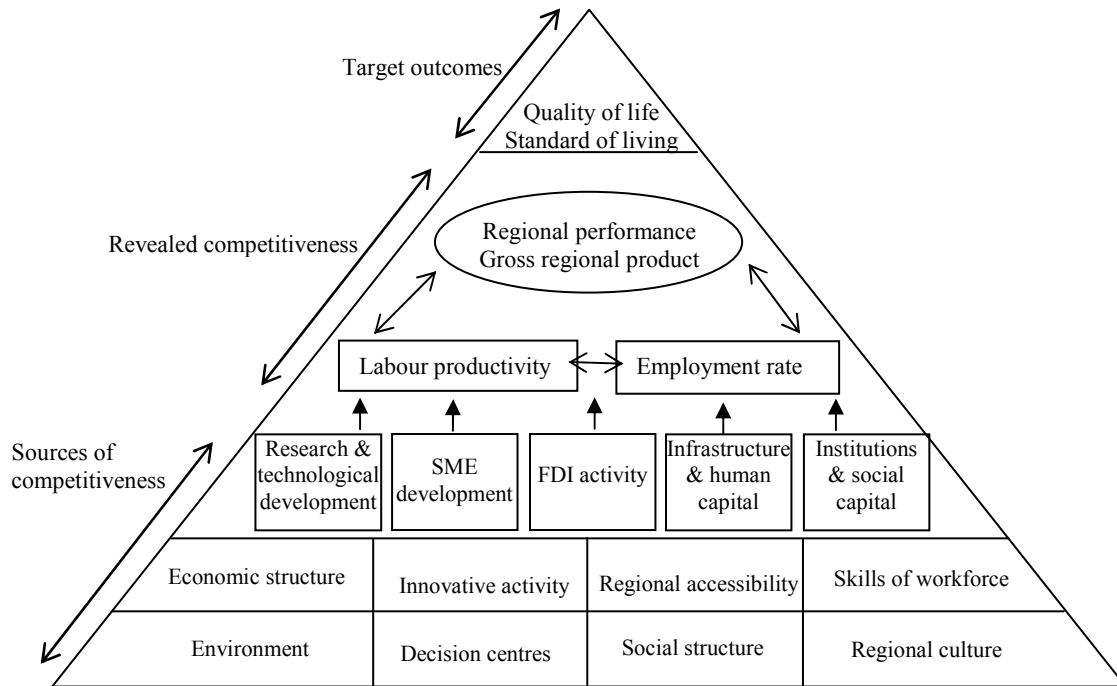 Target outcomes
Quality of life
Standard of living
Revealed competitiveness
Regional performance
Gross regional product
Labour productivity
Employment rate
Sources of
competitiveness
Research &
technological
development
SME
development
FDI activity
Infrastructure
& human
capital
Institutions
& social
capital
Economic structure
Innovative activity
Regional accessibility
Skills of workforce
Environment
Decision centres
Social structure
Regional culture